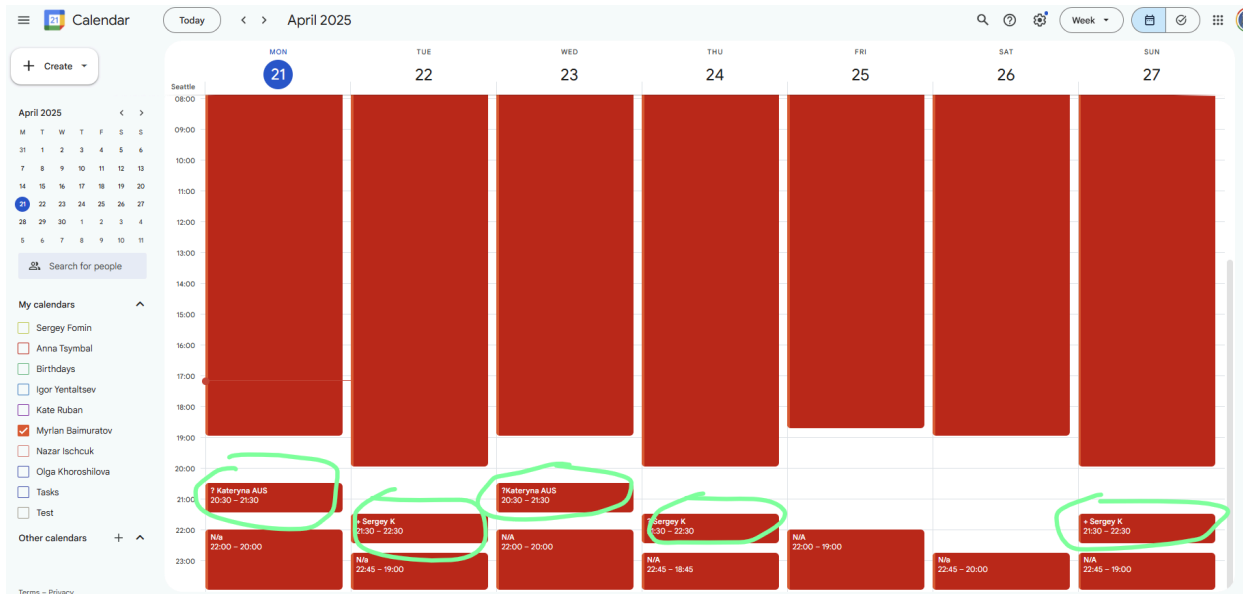 21 Calendar
Today
April 2025
Week
Create
April 2025
M T W T F S S
31 1 2 3 4 5 6
7 8 9 10 11 12 13
14 15 16 17 18 19 20
21 22 23 24 25 26 27
28 29 30 1 2 3 4
5 6 7 8 9 10 11
Search for people
My calendars
Sergey Fomin
Anna Tsymbal
Birthdays
Igor Yentaltsev
Kate Ruban
Myrlan Baimuratov
Nazar Ischcuk
Olga Khoroshilova
Tasks
Test
Other calendars
Terms – Privacy
MON TUE WED THU FRI SAT SUN
21 22 23 24 25 26 27
Seattle
08:00
09:00
10:00
11:00
12:00
13:00
14:00
15:00
16:00
17:00
18:00
19:00
20:00
21:00
22:00
23:00
? Kateryna AUS
20:30 – 21:30
N/a
22:00 – 20:00
+ Sergey K
21:30 – 22:30
N/a
22:45 – 19:00
?Kateryna AUS
20:30 – 21:30
N/A
22:00 – 20:00
Sergey K
21:30 – 22:30
N/A
22:45 – 18:45
N/A
22:00 – 19:00
N/a
22:45 – 20:00
+ Sergey K
21:30 – 22:30
N/A
22:45 – 19:00